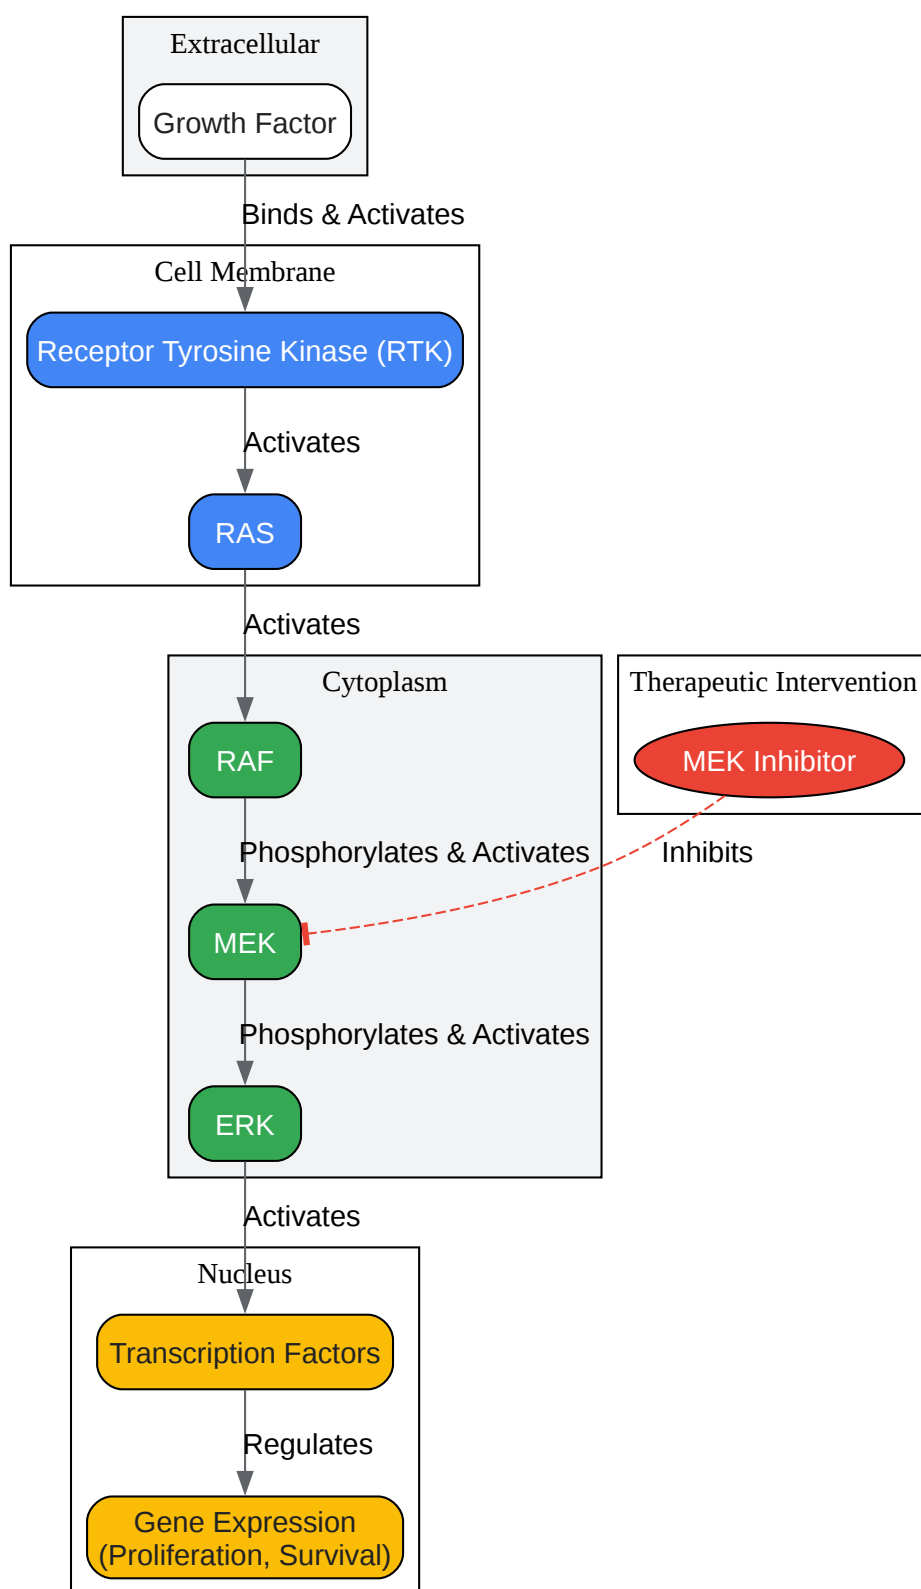 Extracellular
Growth Factor
Binds & Activates
Cell Membrane
Receptor Tyrosine Kinase (RTK)
Activates
RAS
Activates
Cytoplasm
Therapeutic Intervention
RAF
MEK Inhibitor
Phosphorylates & Activates
Inhibits
MEK
Phosphorylates & Activates
ERK
Activates
Nucleus
Transcription Factors
Regulates
Gene Expression
(Proliferation, Survival)